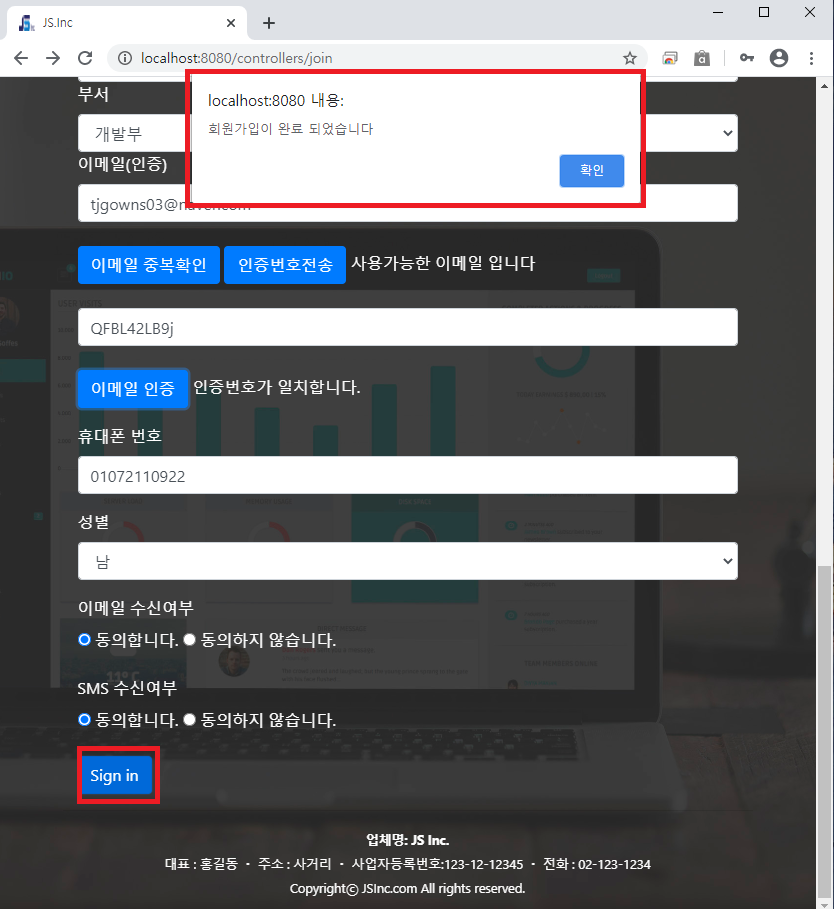 JS.Inc
localhost:8080/controllers/join
localhost:8080 내용:
회원가입이 완료 되었습니다
확인
부서
개발부
이메일(인증)
tjgowns03@naver.com
이메일 중복확인 인증번호전송 사용가능한 이메일 입니다
USER VISITS
QFBL42LB9j
이메일 인증 인증번호가 일치합니다.
휴대폰 번호
01072110922
성별
남
이메일 수신여부
동의합니다. 동의하지 않습니다.
SMS 수신여부
동의합니다. 동의하지 않습니다.
Sign in
업체명: JS Inc.
대표 : 홍길동 · 주소 : 사거리 · 사업자등록번호:123-12-12345 · 전화 : 02-123-1234
Copyrightⓒ JSInc.com All rights reserved.